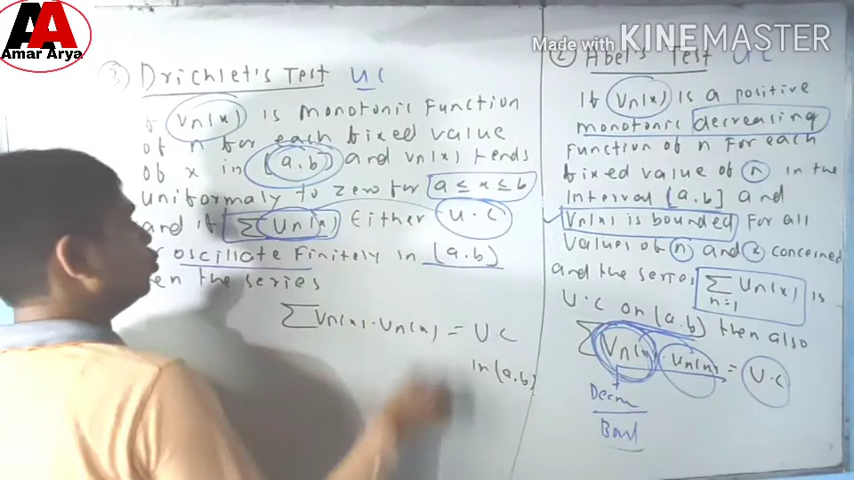 AA
Amar Arya
Made with KINEMASTER
③ Drichlet's Test UC
Vn(x) is monotonic function
of n for each fixed value
of x in [a,b] and vn(x) tends
uniformaly to zero for a ≤ x ≤ b
and if Σ Un(x) Either U.C
oscillate Finitely in [a.b]
the series
Σ Vn(x). Un(x) = UC
in (a.b)
② Abel's Test UC
If Vn(x) is a positive
monotonic decreasing
function of n For each
fixed value of n in the
Interval [a.b] and
Vn(x) is bounded For all
values of n and x concerned
and the series Σ n=1 Un(x) is
U.C on [a.b] then also
Σ Vn(x) . un(x) = U.C